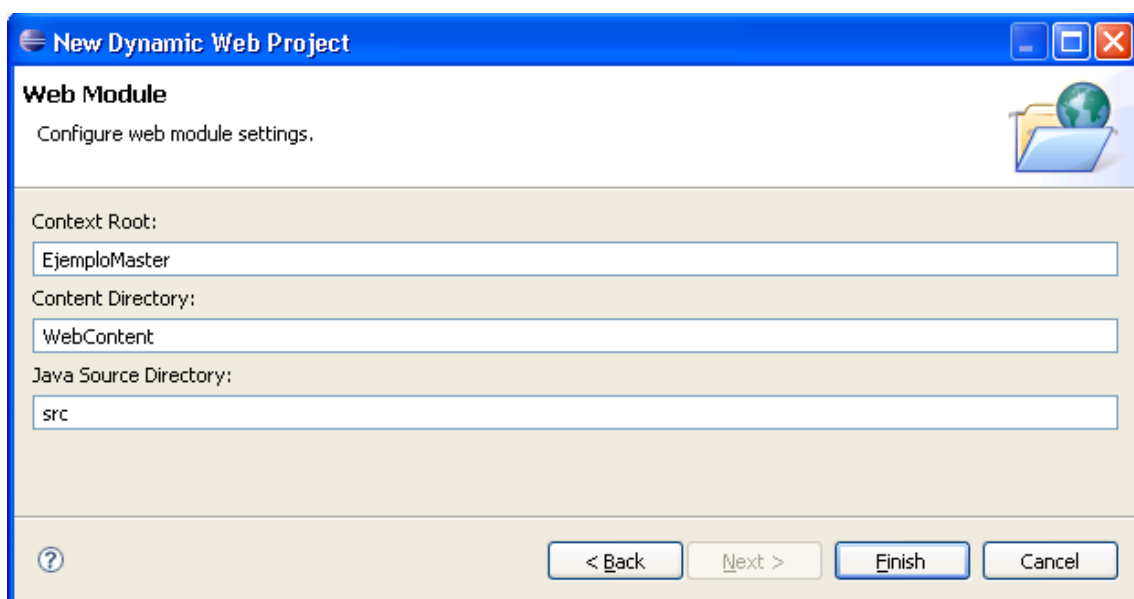 New Dynamic Web Project
Web Module
Configure web module settings.
Context Root:
EjemploMaster
Content Directory:
WebContent
Java Source Directory:
src
< Back Next > Finish Cancel